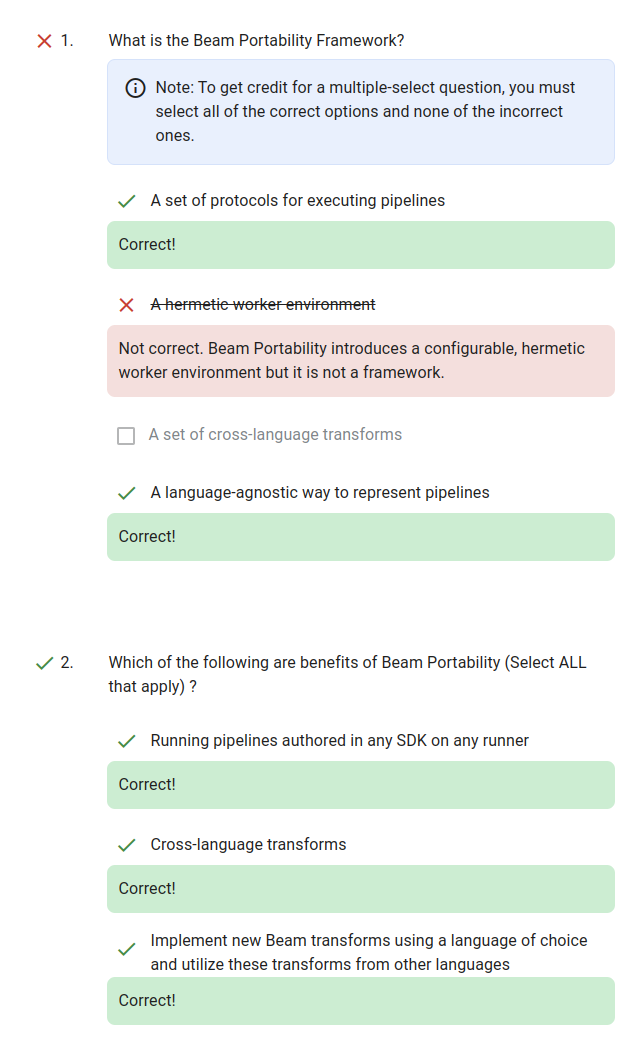 1. What is the Beam Portability Framework?
Note: To get credit for a multiple-select question, you must
select all of the correct options and none of the incorrect
ones.
A set of protocols for executing pipelines
Correct!
A hermetic worker environment
Not correct. Beam Portability introduces a configurable, hermetic
worker environment but it is not a framework.
A set of cross-language transforms
A language-agnostic way to represent pipelines
Correct!
2. Which of the following are benefits of Beam Portability (Select ALL
that apply) ?
Running pipelines authored in any SDK on any runner
Correct!
Cross-language transforms
Correct!
Implement new Beam transforms using a language of choice
and utilize these transforms from other languages
Correct!